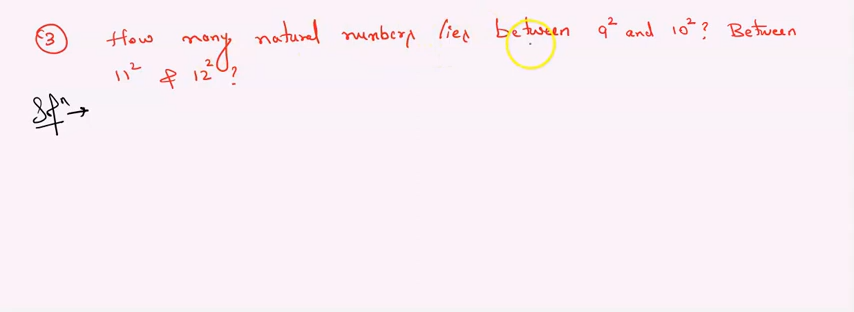 3 How many natural numbers lies between 9² and 10²? Between
11² & 12²?
Solⁿ →